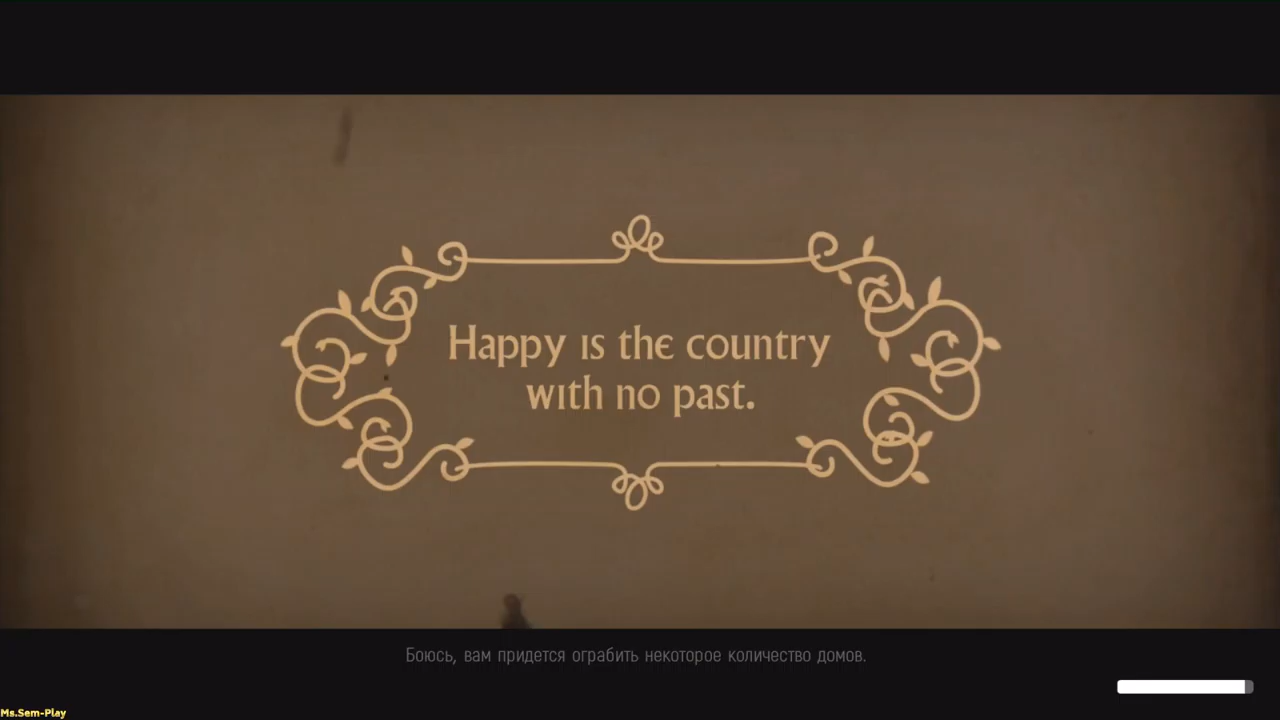 Happy is the country
with no past.
Боюсь, вам придется ограбить некоторое количество домов.
Ms.Sem-Play